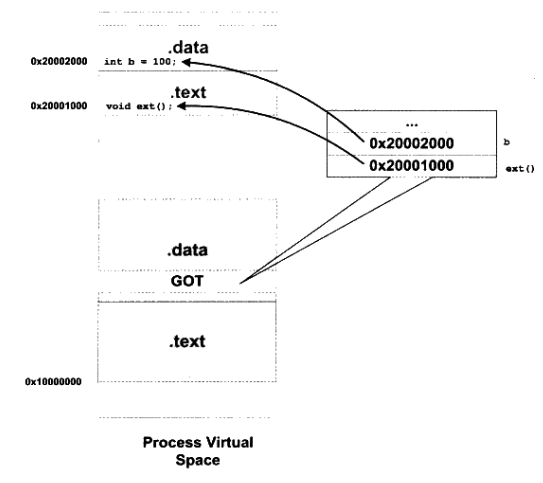 .data
0x20002000 int b = 100;
.text
0x20001000 void ext();
...
0x20002000 b
0x20001000 ext()
.data
GOT
.text
0x10000000
Process Virtual
Space